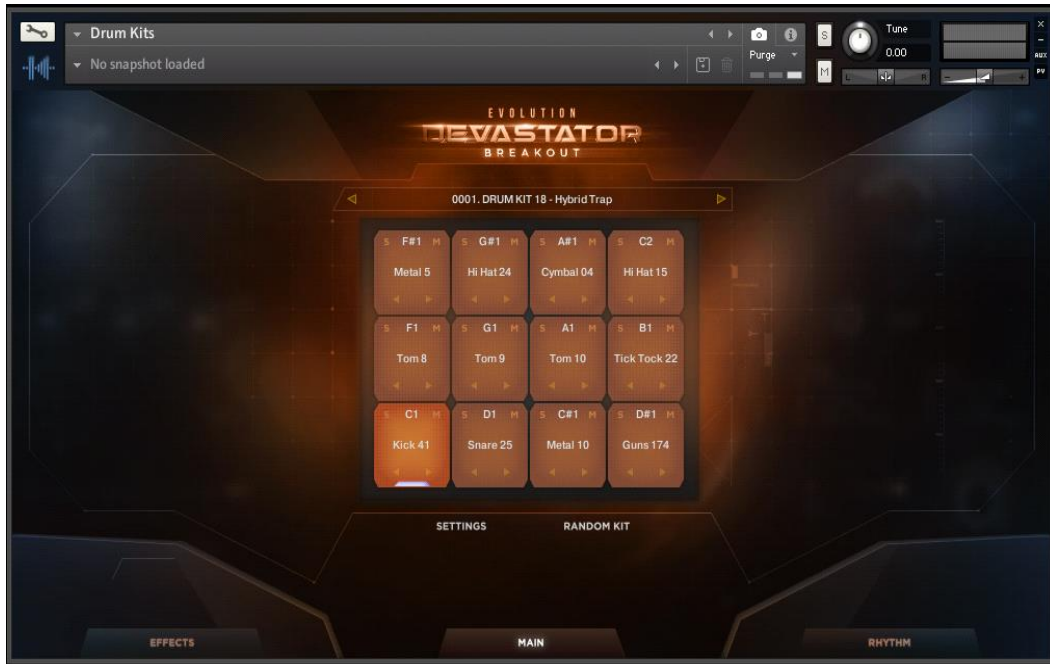 Drum Kits
S
Tune
0.00
No snapshot loaded
Purge
M
L R
AUX
PV
EVOLUTION
DEVASTATOR
BREAKOUT
0001. DRUM KIT 18 - Hybrid Trap
S F#1 M S G#1 M S A#1 M S C2 M
Metal 5 Hi Hat 24 Cymbal 04 Hi Hat 15
S F1 M S G1 M S A1 M S B1 M
Tom 8 Tom 9 Tom 10 Tick Tock 22
S C1 M S D1 M S C#1 M S D#1 M
Kick 41 Snare 25 Metal 10 Guns 174
SETTINGS RANDOM KIT
EFFECTS MAIN RHYTHM